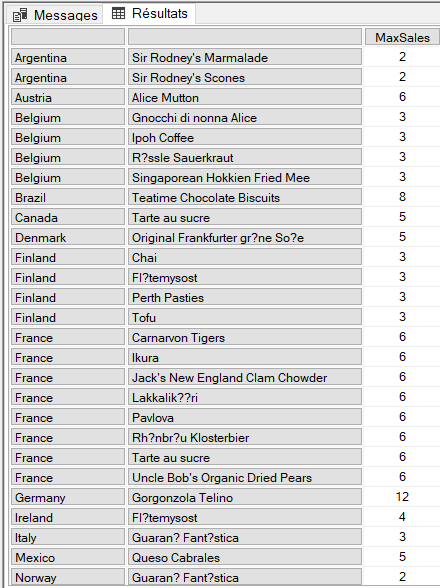 Messages Résultats
MaxSales
Argentina Sir Rodney's Marmalade 2
Argentina Sir Rodney's Scones 2
Austria Alice Mutton 6
Belgium Gnocchi di nonna Alice 3
Belgium Ipoh Coffee 3
Belgium R?ssle Sauerkraut 3
Belgium Singaporean Hokkien Fried Mee 3
Brazil Teatime Chocolate Biscuits 8
Canada Tarte au sucre 5
Denmark Original Frankfurter gr?ne So?e 5
Finland Chai 3
Finland Fl?temysost 3
Finland Perth Pasties 3
Finland Tofu 3
France Carnarvon Tigers 6
France Ikura 6
France Jack's New England Clam Chowder 6
France Lakkalik??ri 6
France Pavlova 6
France Rh?nbr?u Klosterbier 6
France Tarte au sucre 6
France Uncle Bob's Organic Dried Pears 6
Germany Gorgonzola Telino 12
Ireland Fl?temysost 4
Italy Guaran? Fant?stica 3
Mexico Queso Cabrales 5
Norway Guaran? Fant?stica 2